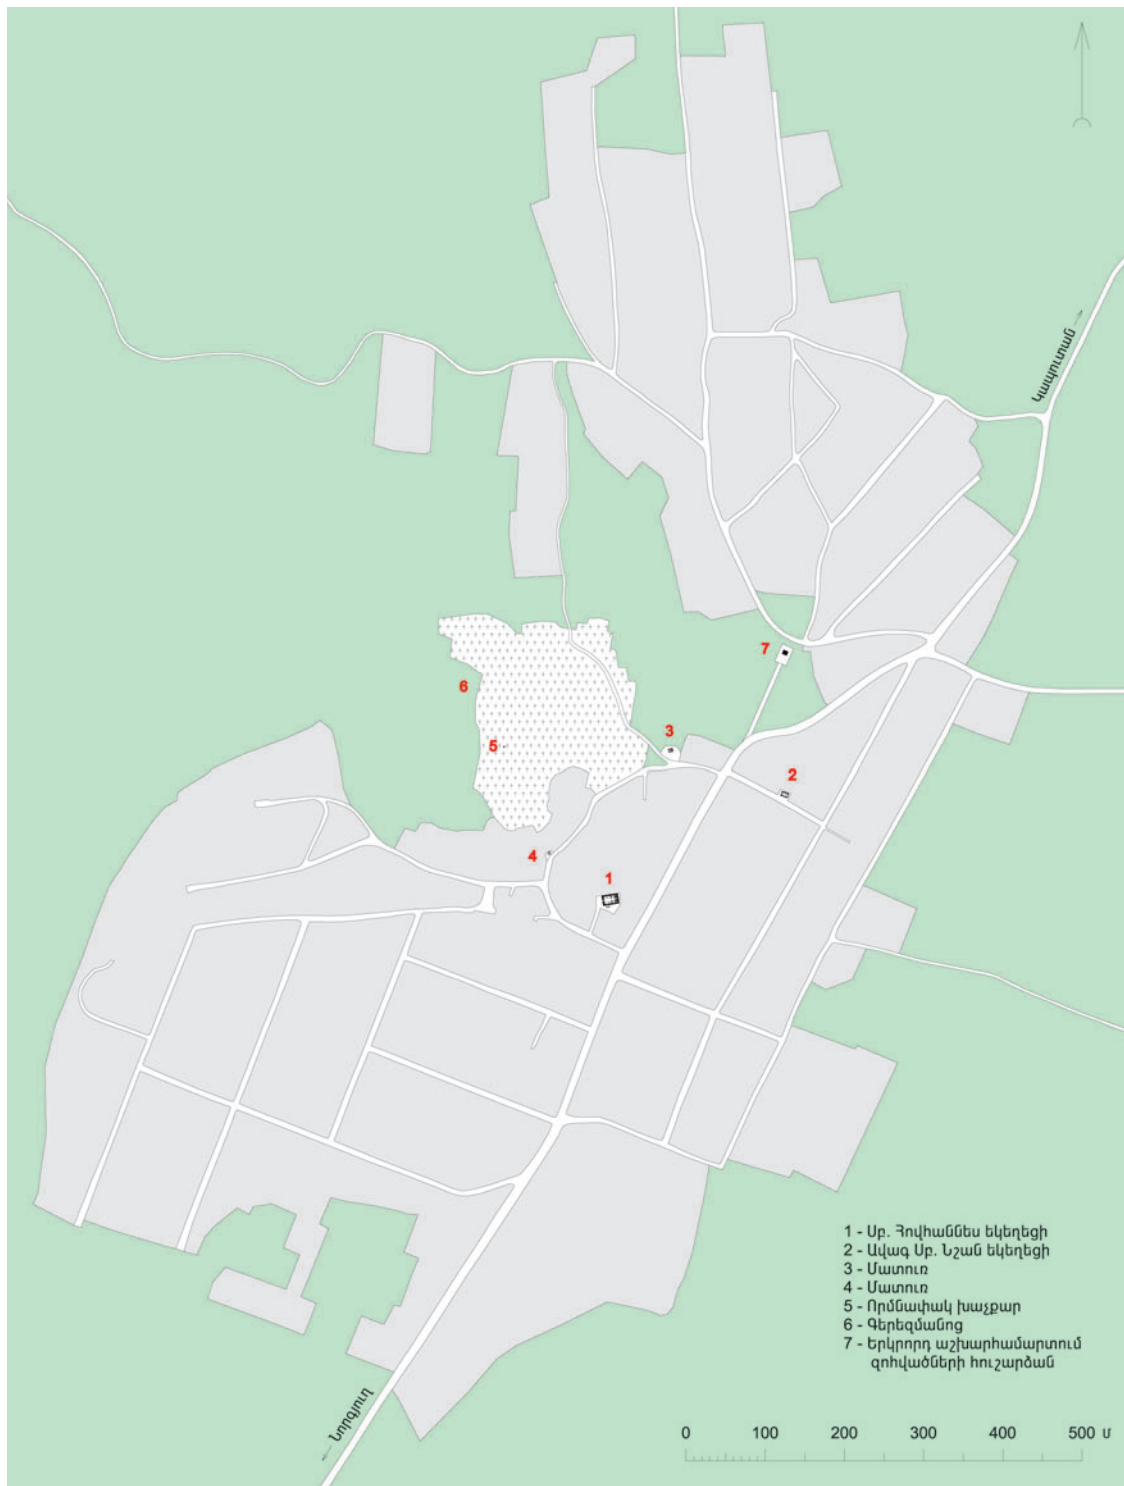 Կապուտան
7
6
3
5
2
4
1
1 - Սբ. Հովհաննես եկեղեցի
2 - Ավագ Սբ. Նշան եկեղեցի
3 - Մատուռ
4 - Մատուռ
5 - Որմնափակ խաչքար
6 - Գերեզմանոց
7 - Երկրորդ աշխարհամարտում
զոհվածների հուշարձան
Նորգյուղ
0 100 200 300 400 500 մ